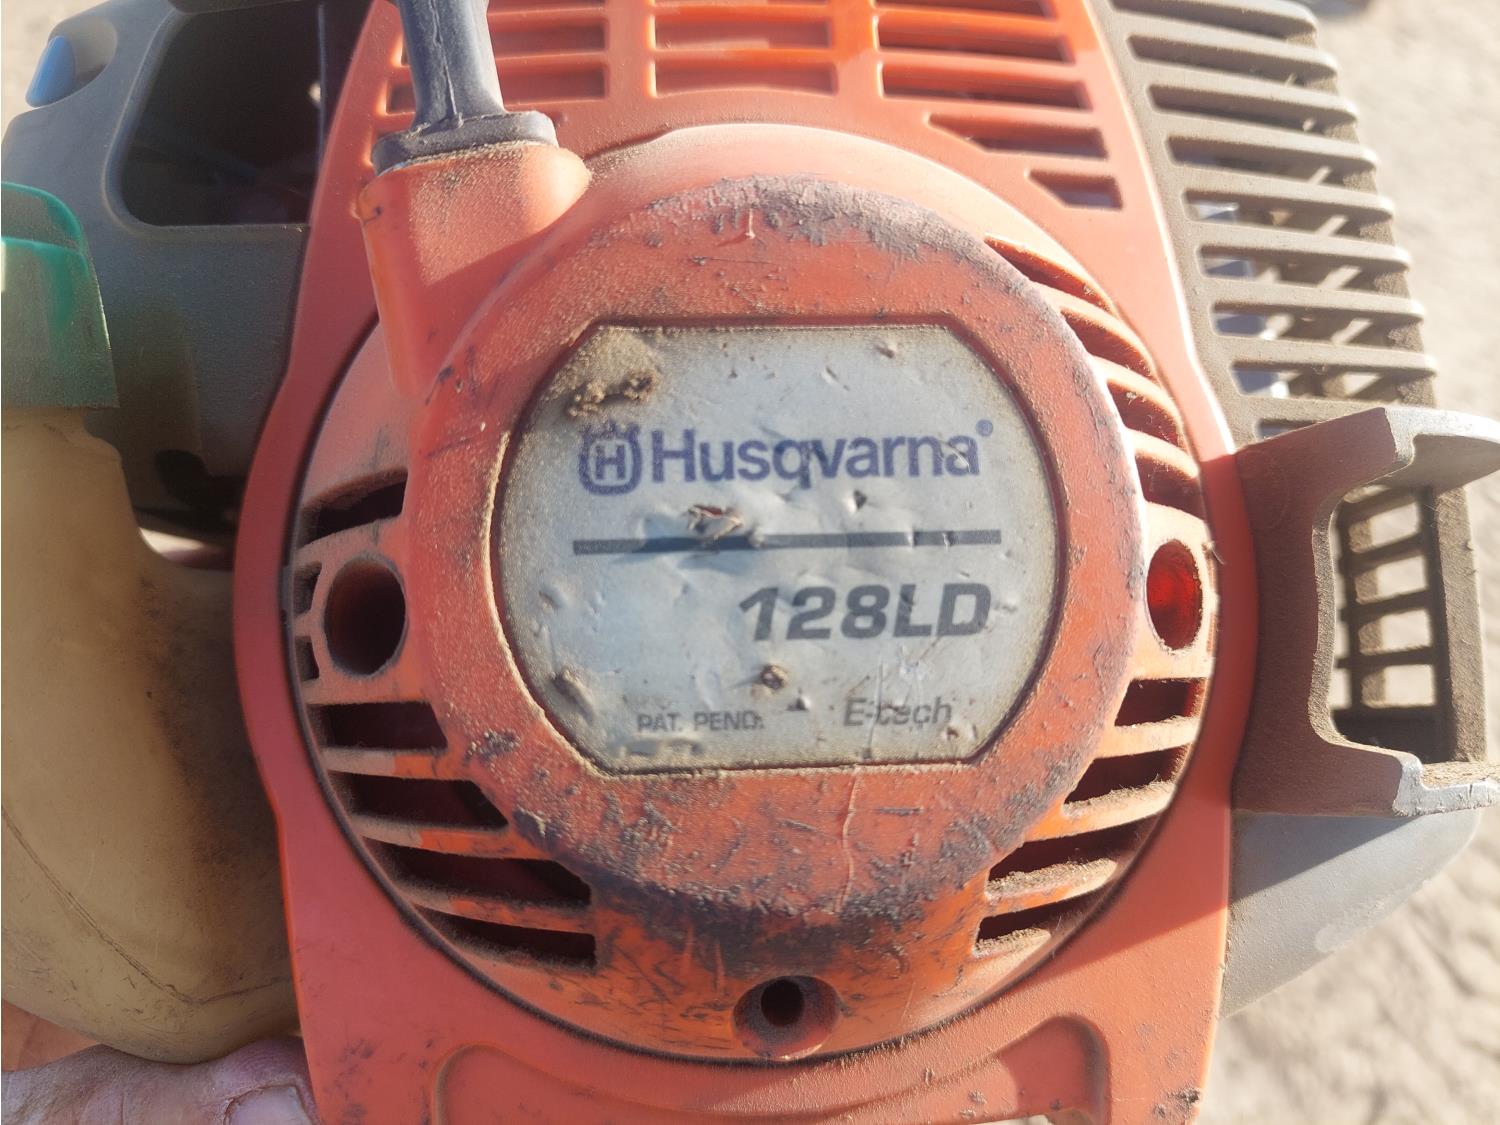 H Husqvarna®
128LD
PAT. PEND. E-tech